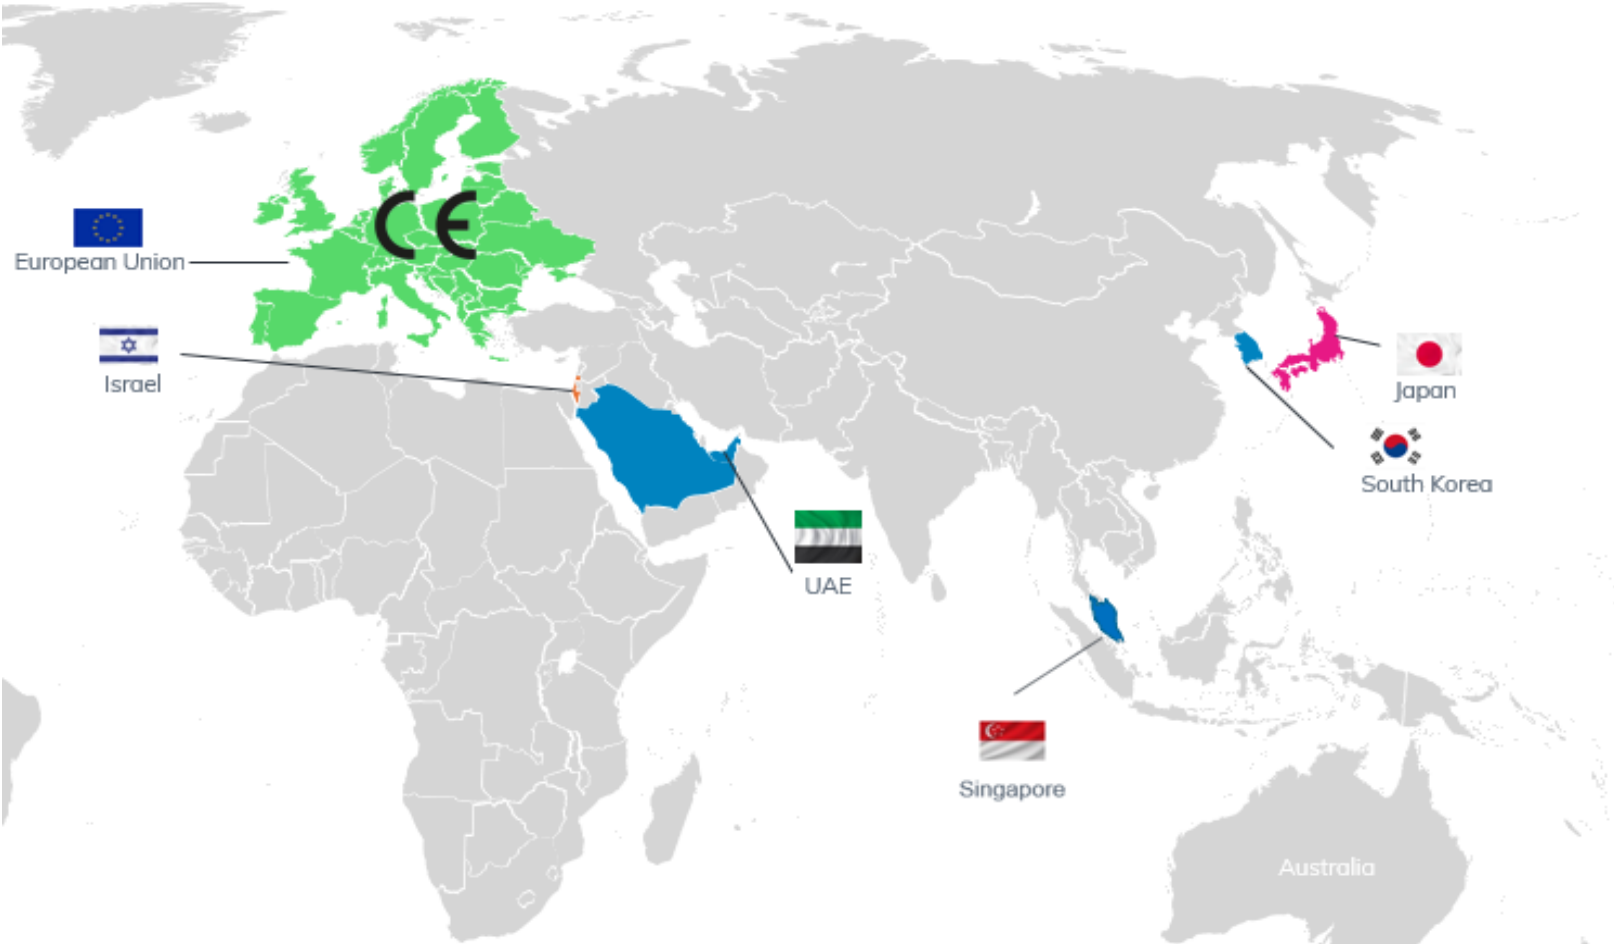 CE
European Union
Israel
Japan
South Korea
UAE
Singapore
Australia